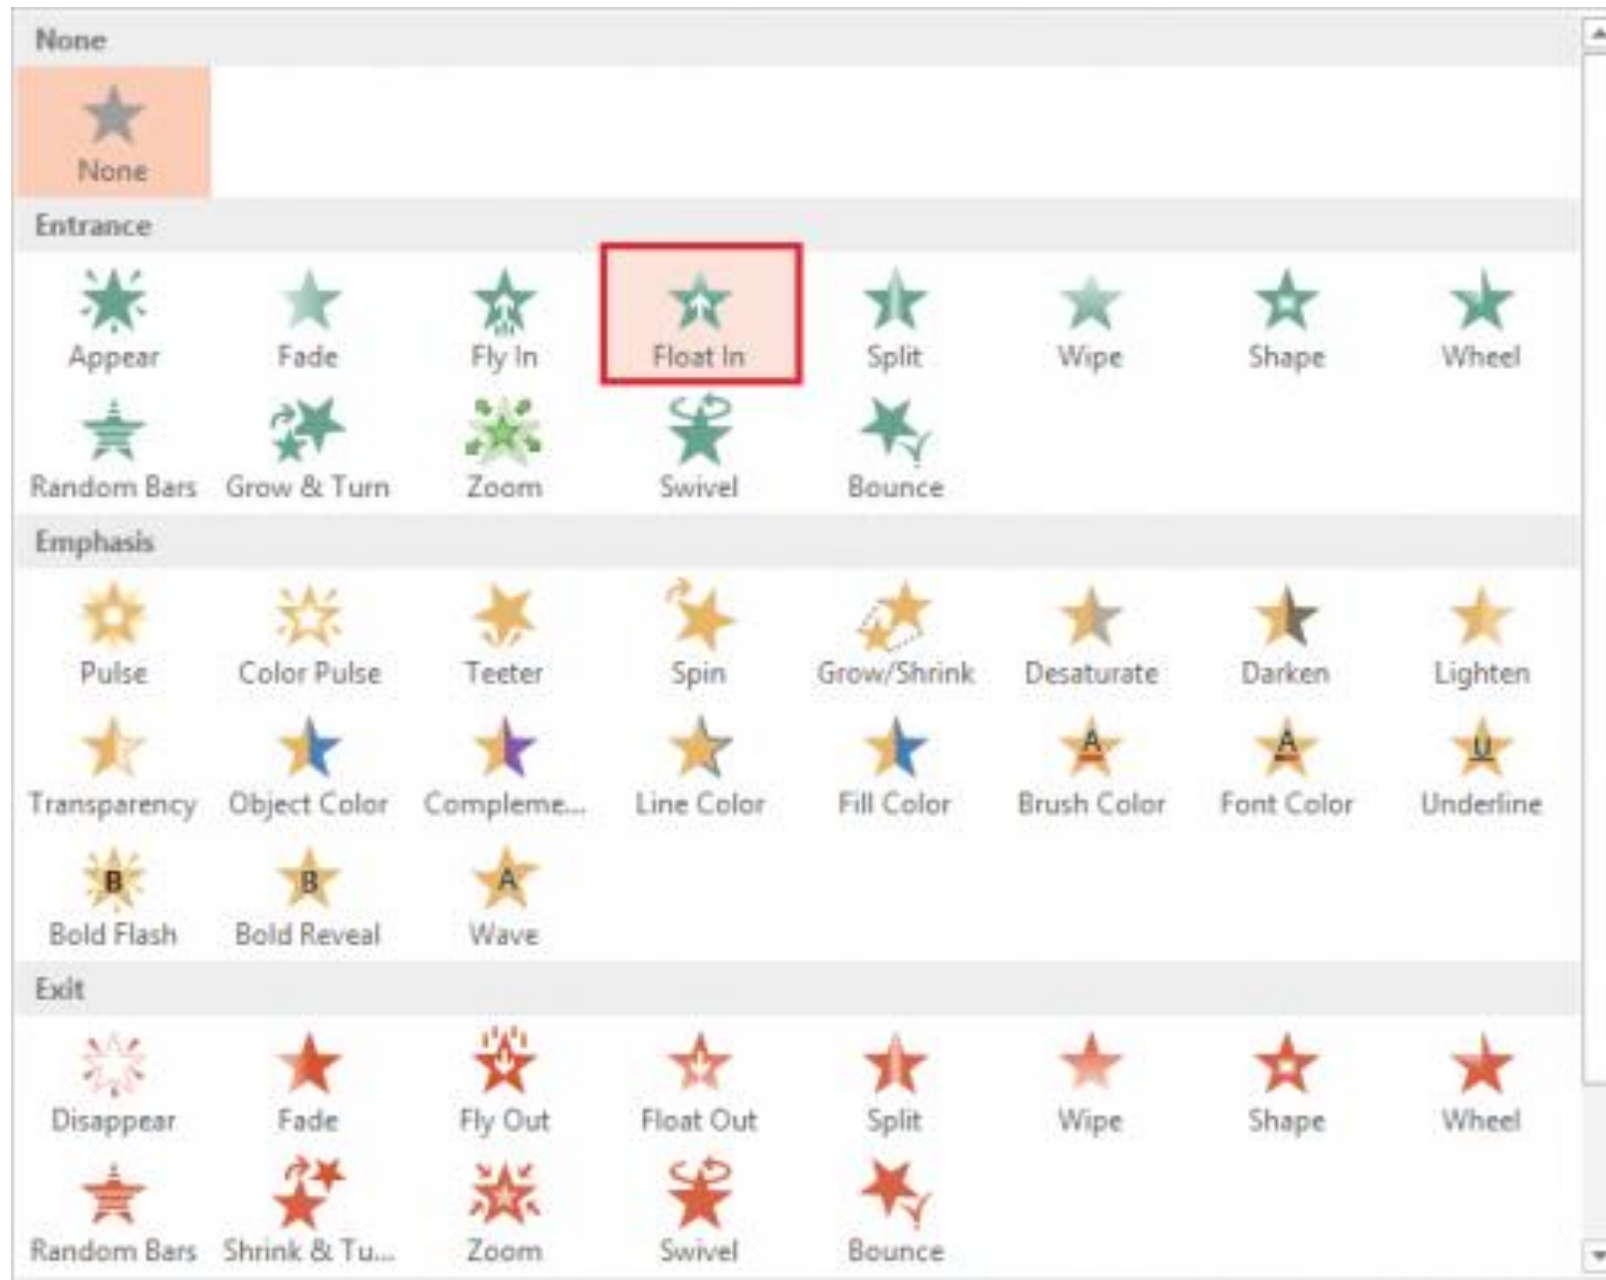 None
None
Entrance
Appear Fade Fly In Float In Split Wipe Shape Wheel
Random Bars Grow & Turn Zoom Swivel Bounce
Emphasis
Pulse Color Pulse Teeter Spin Grow/Shrink Desaturate Darken Lighten
A A U
Transparency Object Color Compleme... Line Color Fill Color Brush Color Font Color Underline
B B A
Bold Flash Bold Reveal Wave
Exit
Disappear Fade Fly Out Float Out Split Wipe Shape Wheel
Random Bars Shrink & Tu... Zoom Swivel Bounce